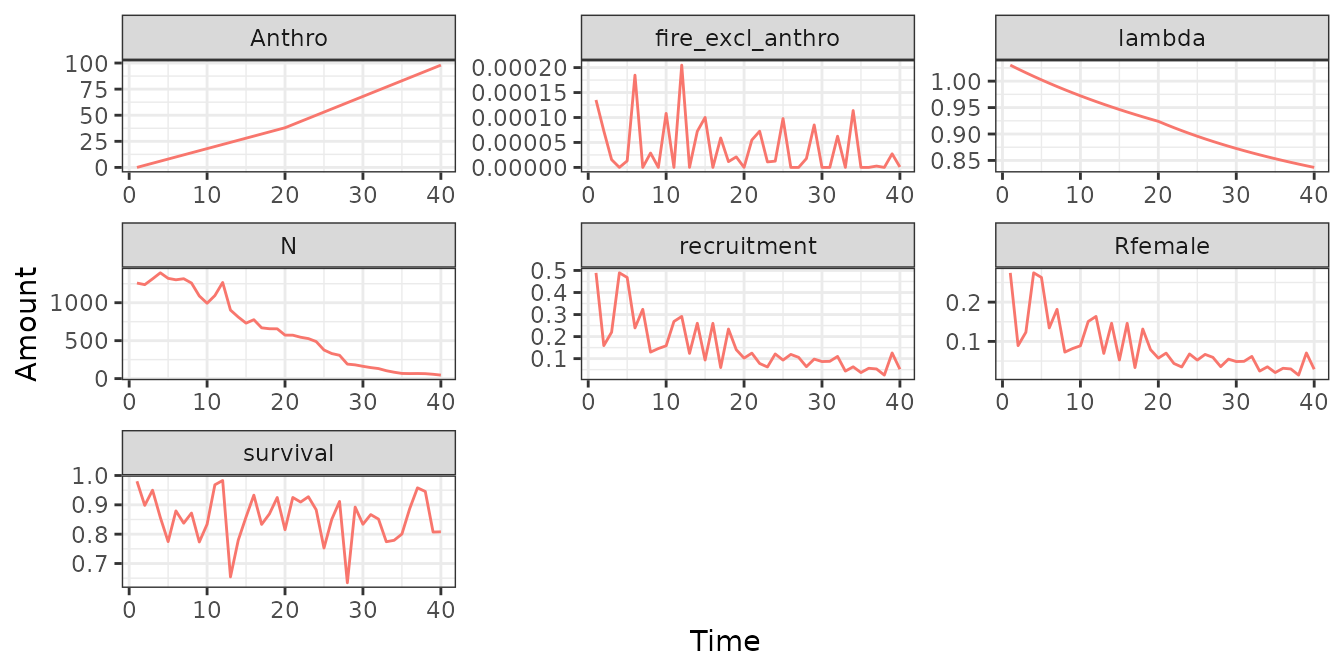 Anthro
fire_excl_anthro
lambda
100
75
50
25
0
0.00020
0.00015
0.00010
0.00005
0.00000
1.00
0.95
0.90
0.85
0 10 20 30 40
0 10 20 30 40
0 10 20 30 40
N
recruitment
Rfemale
Amount
1000
500
0
0.5
0.4
0.3
0.2
0.1
0.2
0.1
0 10 20 30 40
0 10 20 30 40
0 10 20 30 40
survival
1.0
0.9
0.8
0.7
0 10 20 30 40
Time